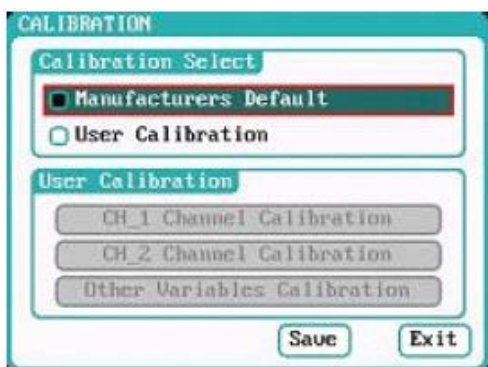 CALIBRATION
Calibration Select
Manufacturers Default
User Calibration
User Calibration
CH_1 Channel Calibration
CH_2 Channel Calibration
Other Variables Calibration
Save Exit